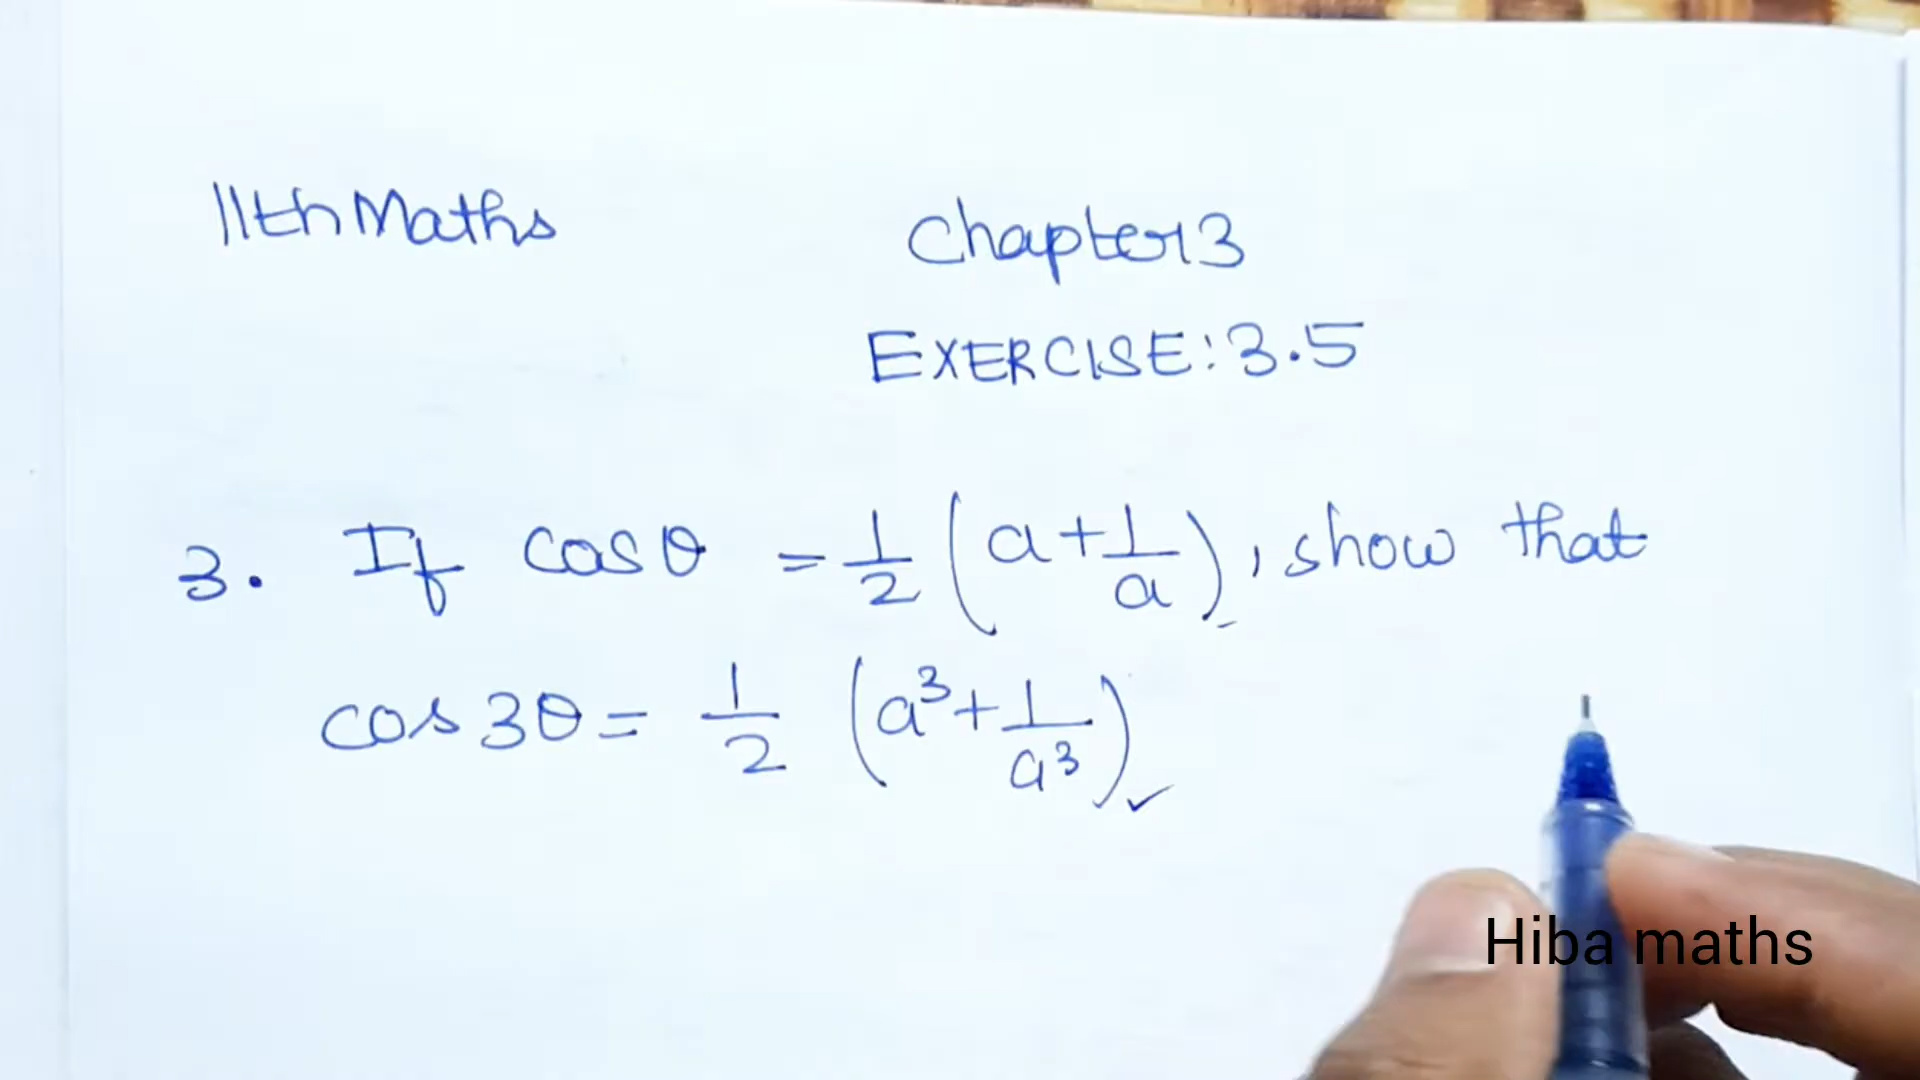 11th Maths Chapter 3
EXERCISE: 3.5
3. If cos θ = 1/2 (a + 1/a), show that
cos 3θ = 1/2 (a³ + 1/a³)
Hiba maths